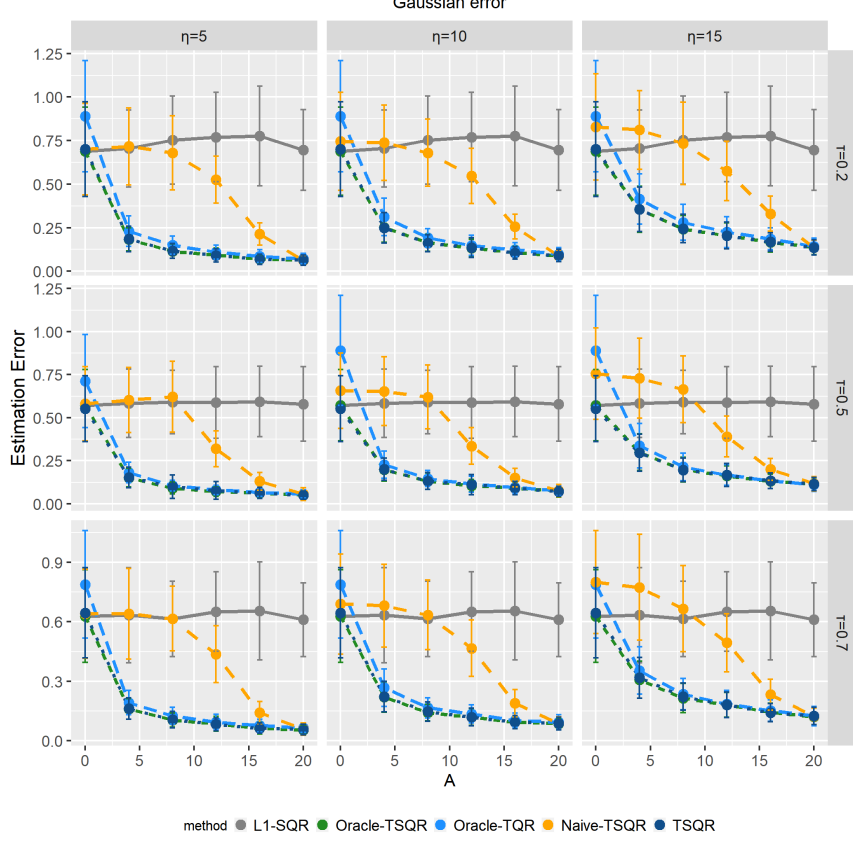 Gaussian error
η=5 η=10 η=15
1.25
1.00
0.75
0.50
0.25
0.00
τ=0.2
1.25
1.00
0.75
0.50
0.25
0.00
τ=0.5
Estimation Error
0.9
0.6
0.3
0.0
τ=0.7
0 5 10 15 20 0 5 10 15 20 0 5 10 15 20
A
method L1-SQR Oracle-TSQR Oracle-TQR Naive-TSQR TSQR